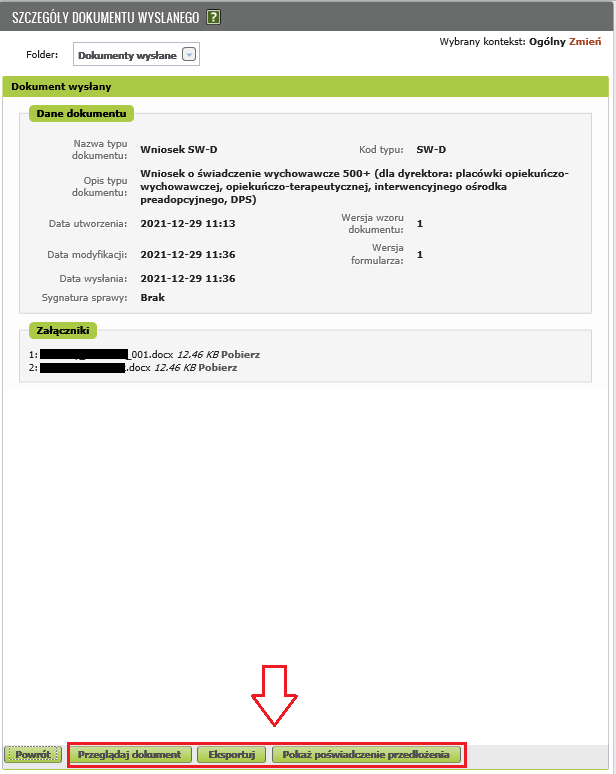 SZCZEGÓŁY DOKUMENTU WYSŁANEGO ?
Wybrany kontekst: Ogólny Zmień
Folder: Dokumenty wysłane
Dokument wysłany
Dane dokumentu
Nazwa typu dokumentu: Wniosek SW-D Kod typu: SW-D
Opis typu dokumentu: Wniosek o świadczenie wychowawcze 500+ (dla dyrektora: placówki opiekuńczo-
wychowawczej, opiekuńczo-terapeutycznej, interwencyjnego ośrodka
preadopcyjnego, DPS)
Data utworzenia: 2021-12-29 11:13 Wersja wzoru dokumentu: 1
Data modyfikacji: 2021-12-29 11:36 Wersja formularza: 1
Data wysłania: 2021-12-29 11:36
Sygnatura sprawy: Brak
Załączniki
1: _001.docx 12.46 KB Pobierz
2: .docx 12.46 KB Pobierz
Powrót Przeglądaj dokument Eksportuj Pokaż poświadczenie przedłożenia